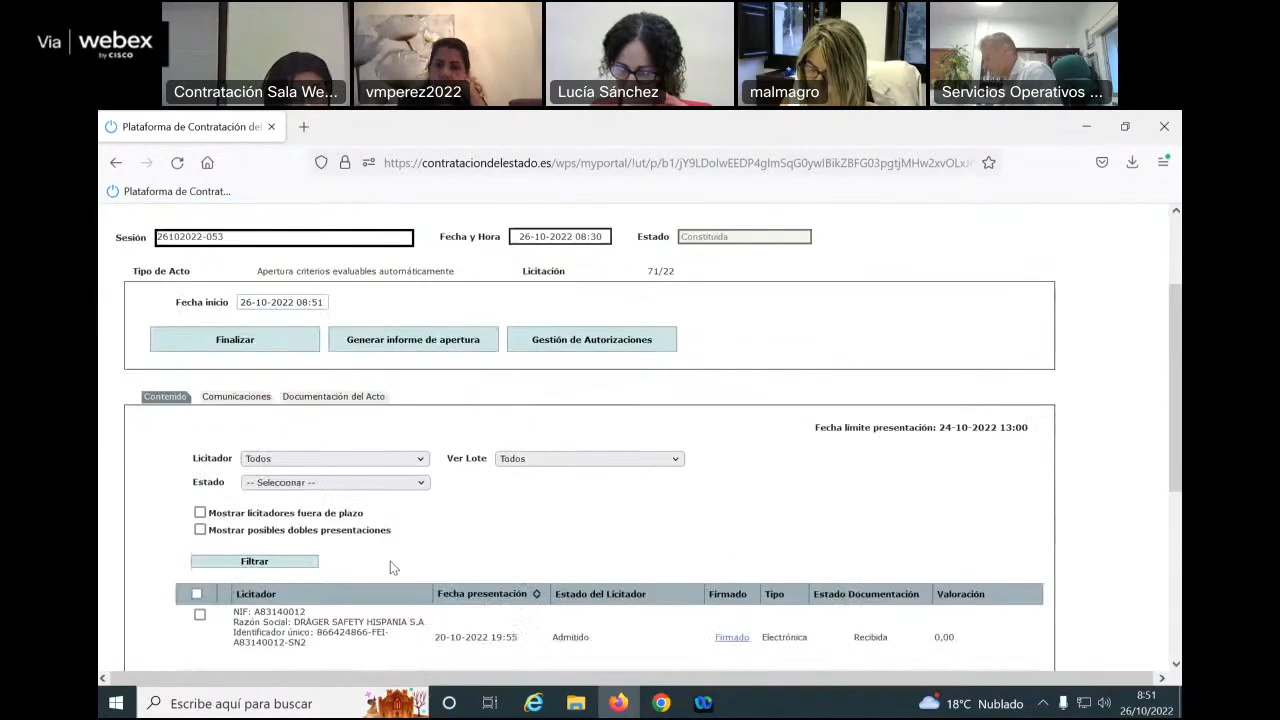 Via webex
by CISCO
Contratación Sala We...
vmperez2022
Lucía Sánchez
malmagro
Servicios Operativos ...
Plataforma de Contratación del
https://contrataciondelestado.es/wps/myportal/!ut/p/b1/
Plataforma de Contrat...
Sesión 26102022-053 Fecha y Hora 26-10-2022 08:30 Estado Constituida
Tipo de Acto Apertura criterios evaluables automáticamente Licitación 71/22
Fecha inicio 26-10-2022 08:51
Finalizar Generar informe de apertura Gestión de Autorizaciones
Contenido Comunicaciones Documentación del Acto
Fecha límite presentación: 24-10-2022 13:00
Licitador Todos Ver Lote Todos
Estado -- Seleccionar --
Mostrar licitadores fuera de plazo
Mostrar posibles dobles presentaciones
Filtrar
Licitador Fecha presentación Estado del Licitador Firmado Tipo Estado Documentación Valoración
NIF: A83140012
Razón Social: DRÄGER SAFETY HISPANIA S.A
Identificador único: 866424866-FEI-
A83140012-SN2
20-10-2022 19:55 Admitido Firmado Electrónica Recibida 0,00
Escribe aquí para buscar
18°C Nublado
8:51
26/10/2022